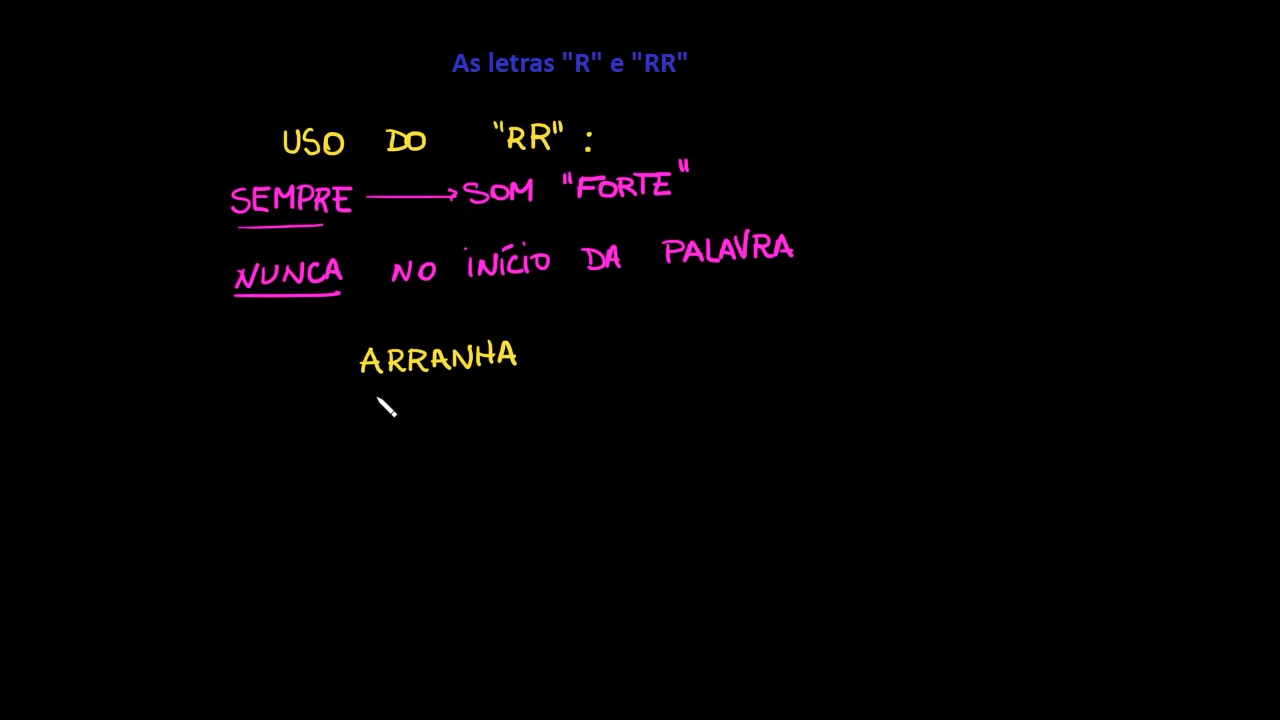 As letras "R" e "RR"
USO DO "RR" :
SEMPRE → SOM "FORTE"
NUNCA NO INÍCIO DA PALAVRA
ARRANHA